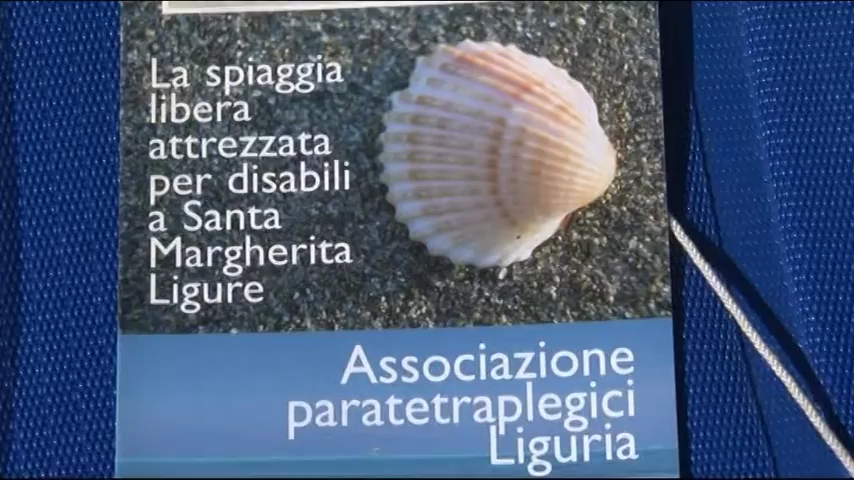 La spiaggia
libera
attrezzata
per disabili
a Santa
Margherita
Ligure
Associazione
paratetraplegici
Liguria